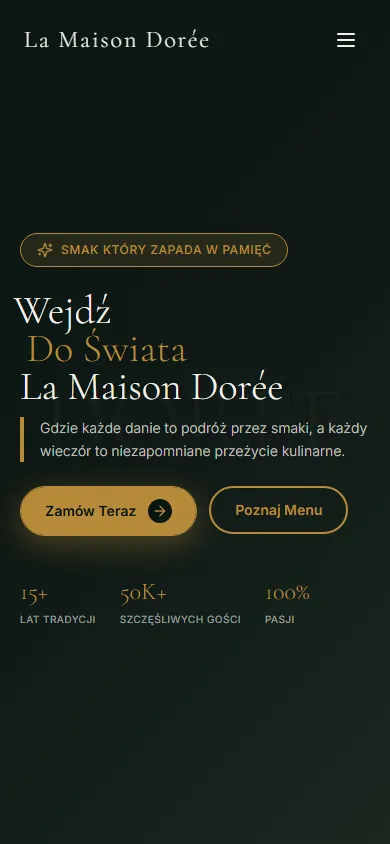 La Maison Dorée
SMAK KTÓRY ZAPADA W PAMIĘĆ
Wejdź
Do Świata
La Maison Dorée
Gdzie każde danie to podróż przez smaki, a każdy
wieczór to niezapomniane przeżycie kulinarne.
Zamów Teraz
Poznaj Menu
15+
50K+
100%
LAT TRADYCJI
SZCZĘŚLIWYCH GOŚCI
PASJI